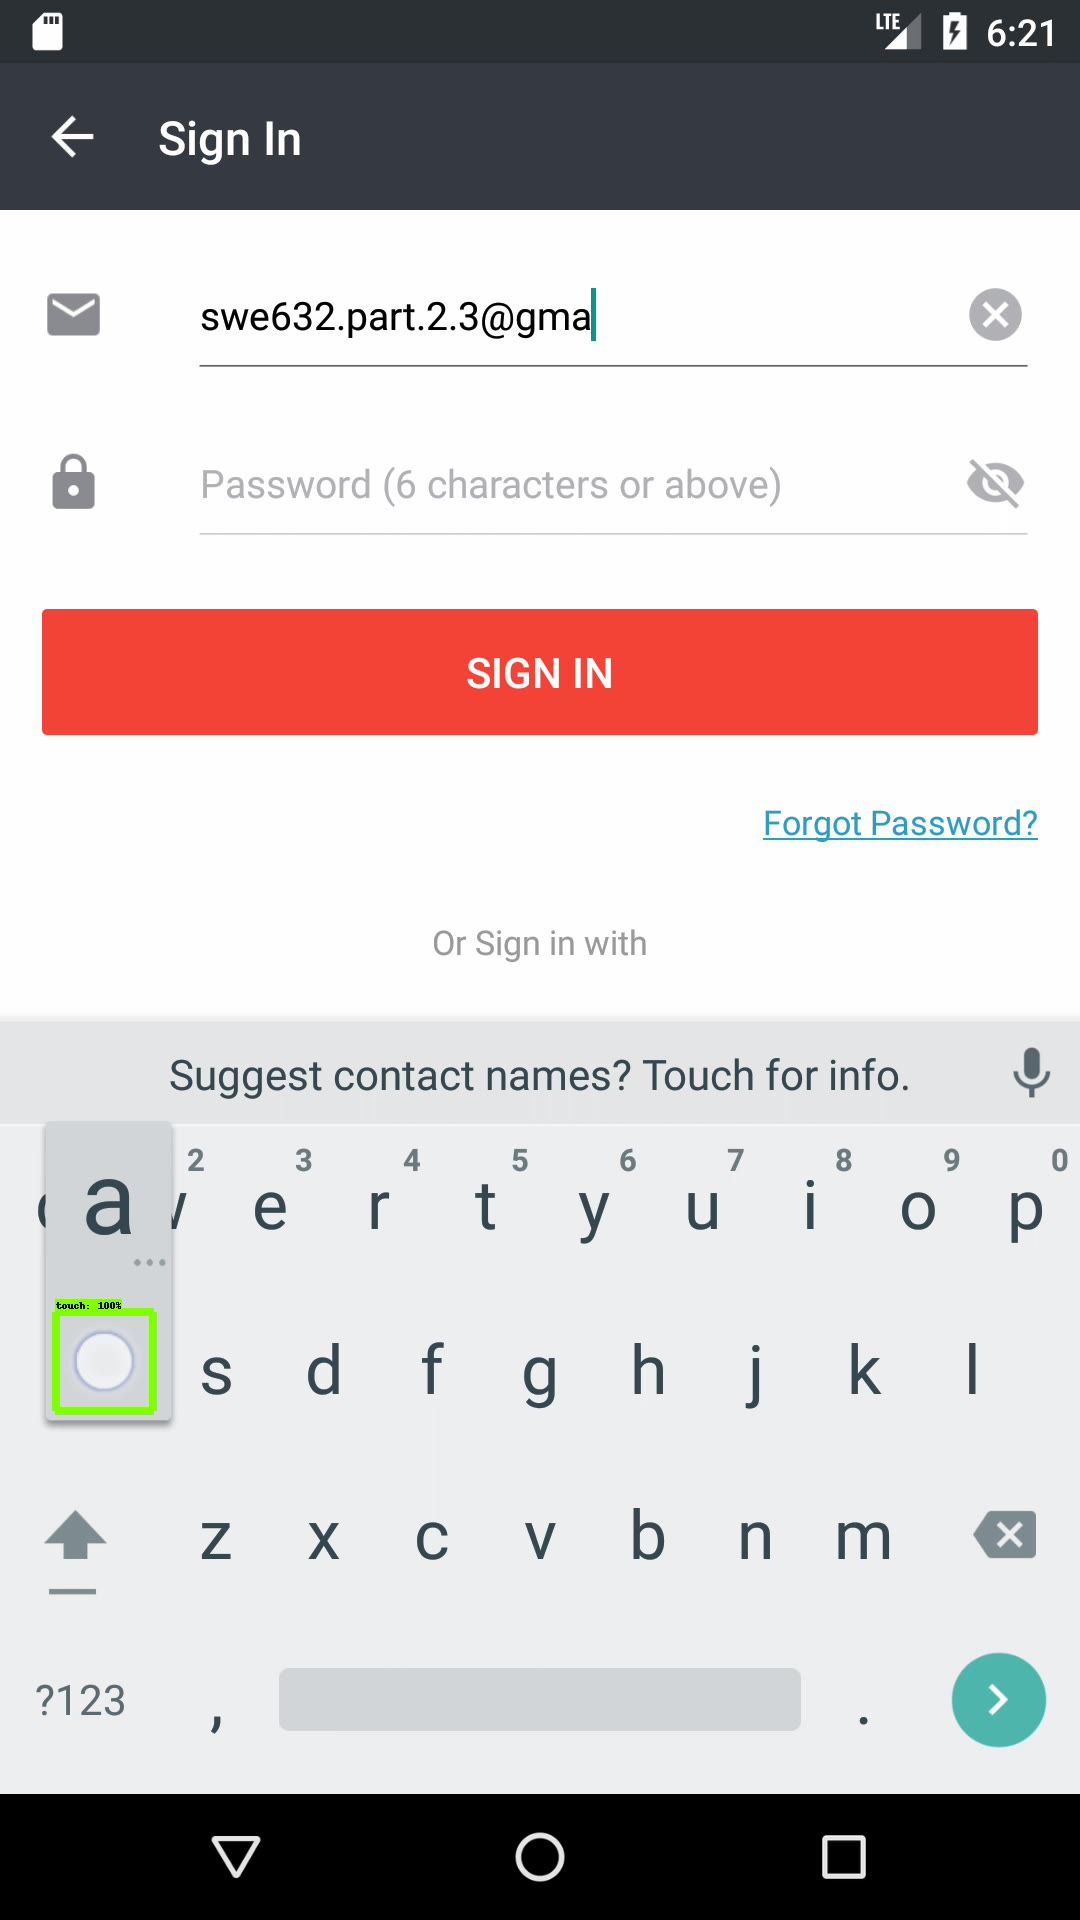 LTE 6:21
Sign In
swe632.part.2.3@gma
Password (6 characters or above)
SIGN IN
Forgot Password?
Or Sign in with
Suggest contact names? Touch for info.
2 3 4 5 6 7 8 9 0
a e r t y u i o p
touch: 100%
s d f g h j k l
z x c v b n m
?123 , .